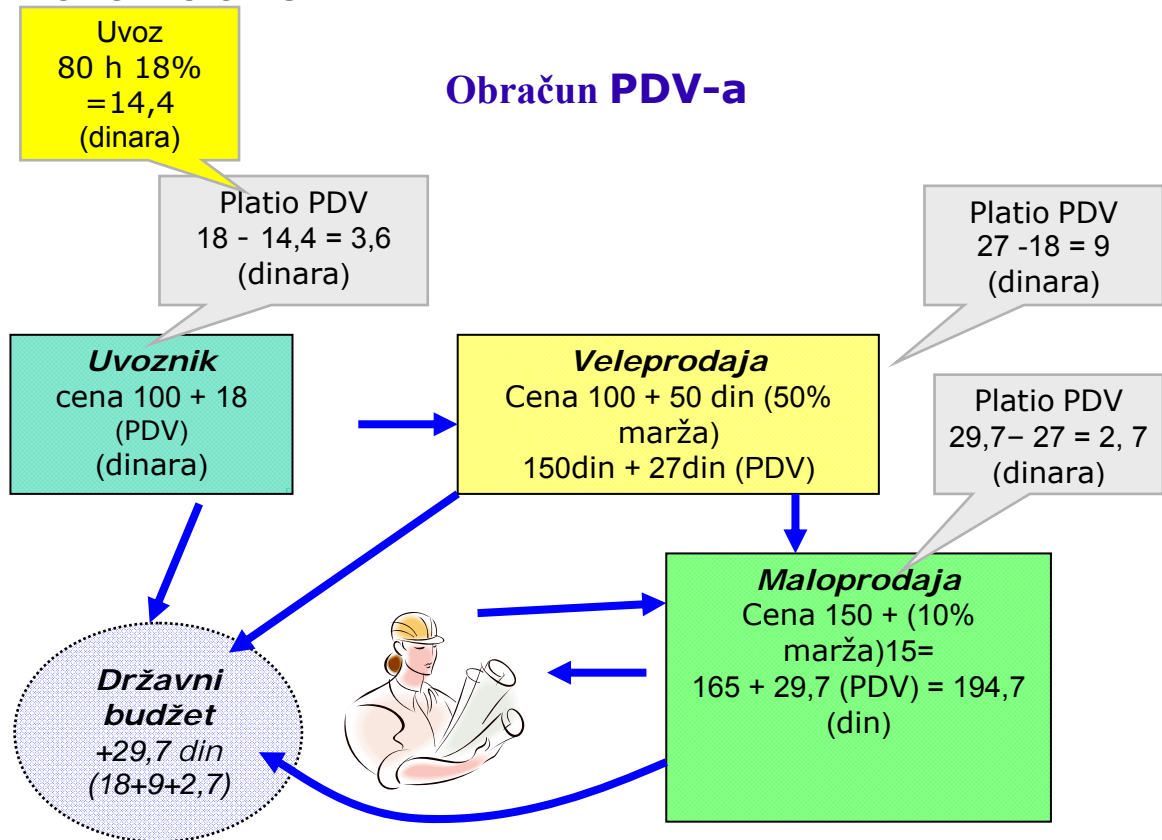 Uvoz
80 h 18%
=14,4
(dinara)
Obračun PDV-a
Platio PDV
18 - 14,4 = 3,6
(dinara)
Platio PDV
27 -18 = 9
(dinara)
Uvoznik
cena 100 + 18
(PDV)
(dinara)
Veleprodaja
Cena 100 + 50 din (50%
marža)
150din + 27din (PDV)
Platio PDV
29,7– 27 = 2, 7
(dinara)
Maloprodaja
Cena 150 + (10%
marža)15=
165 + 29,7 (PDV) = 194,7
(din)
Državni
budžet
+29,7 din
(18+9+2,7)